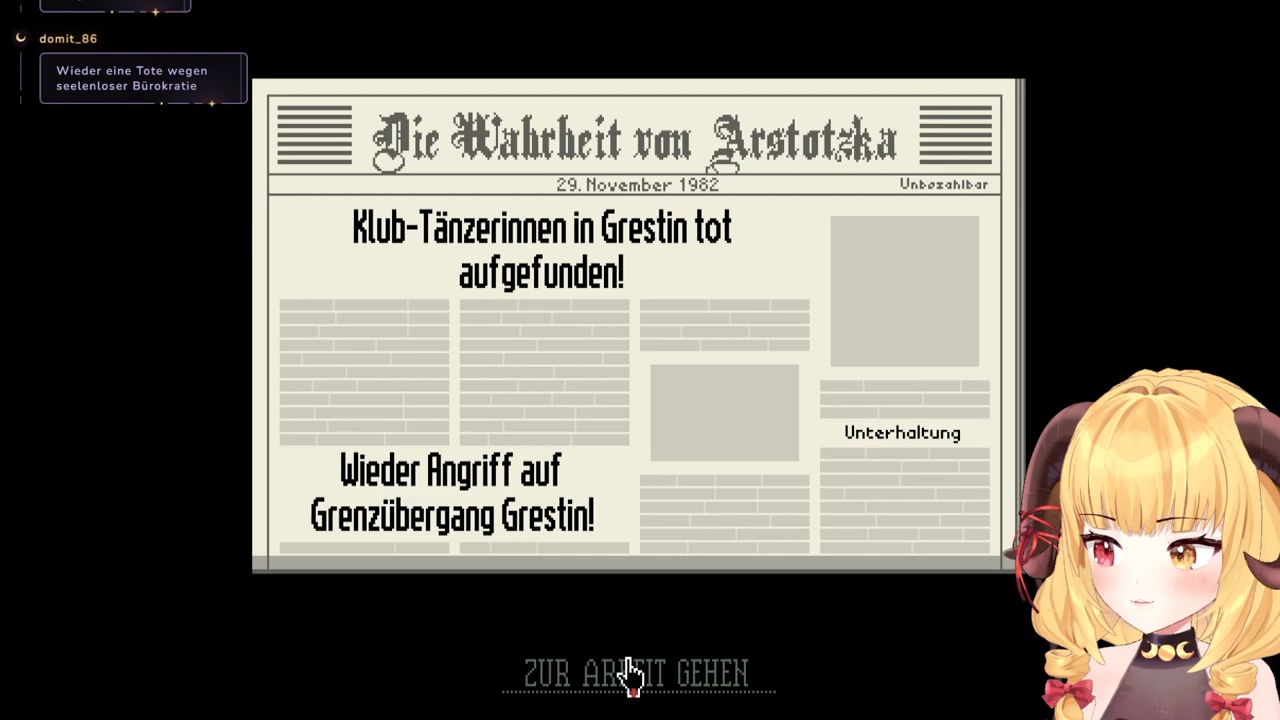 domit_86
Wieder eine Tote wegen
seelenloser Bürokratie
Die Wahrheit von Arstotzka
29. November 1982
Unbezahlbar
Klub-Tänzerinnen in Grestin tot
aufgefunden!
Unterhaltung
Wieder Angriff auf
Grenzübergang Grestin!
ZUR ARBEIT GEHEN